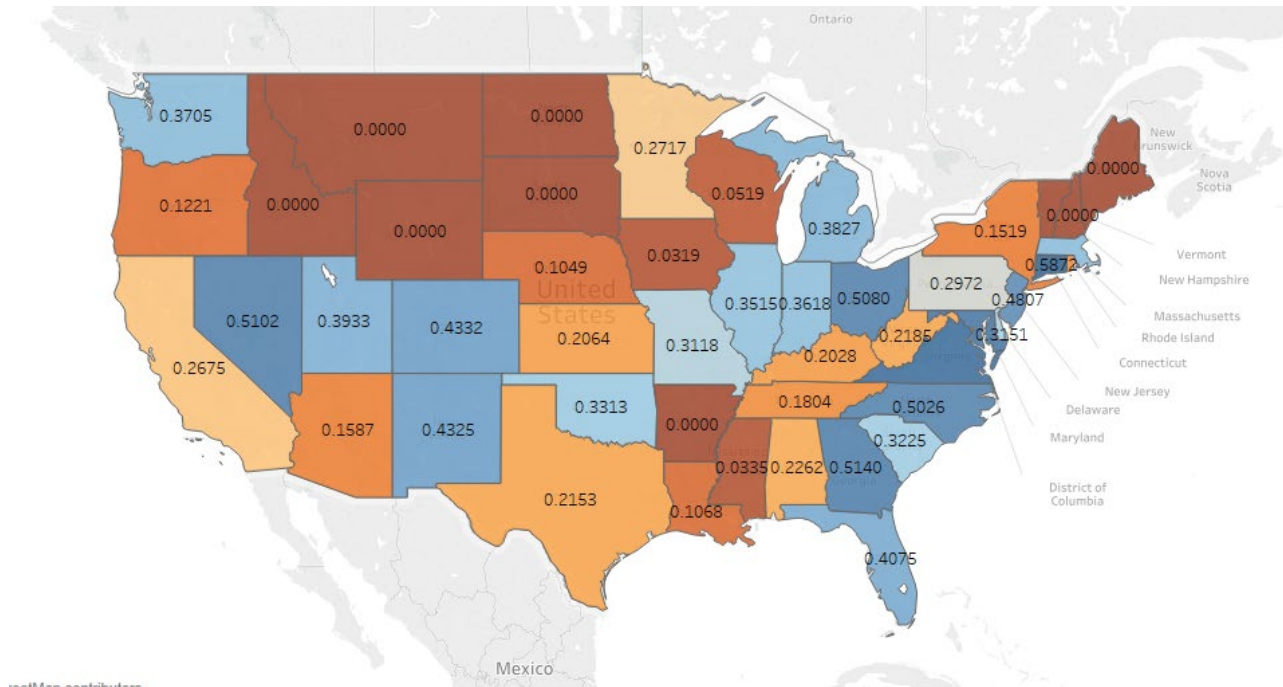 Ontario
0.3705
0.0000
0.0000
0.2717
New
Brunswick
Nova
Scotia
0.0000
0.1221
0.0000
0.0000
0.0000
0.0519
0.3827
0.1519
0.0000
Vermont
0.1049
0.0319
0.5872
New Hampshire
United
States
0.2675
0.5102
0.3933
0.4332
0.2064
0.3118
0.3515
0.3618
0.5080
0.2972
0.4807
Massachusetts
0.3151
Rhode Island
0.2185
0.2028
Connecticut
New Jersey
0.1587
0.4325
0.3313
0.0000
0.1804
0.5026
Delaware
Maryland
0.3225
0.2153
0.1068
0.0335
0.2262
0.5140
Georgia
District of
Columbia
0.4075
Mexico